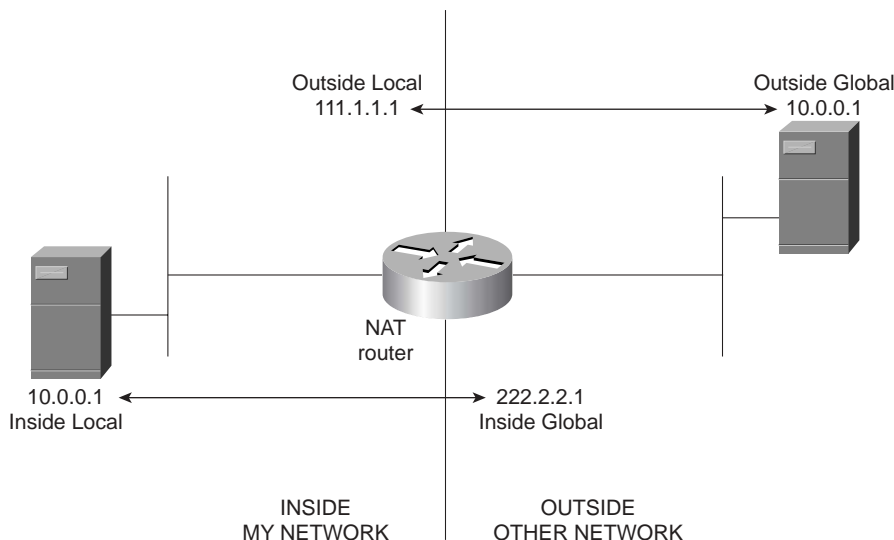 Outside Local
111.1.1.1
Outside Global
10.0.0.1
NAT
router
10.0.0.1
Inside Local
222.2.2.1
Inside Global
INSIDE
MY NETWORK
OUTSIDE
OTHER NETWORK